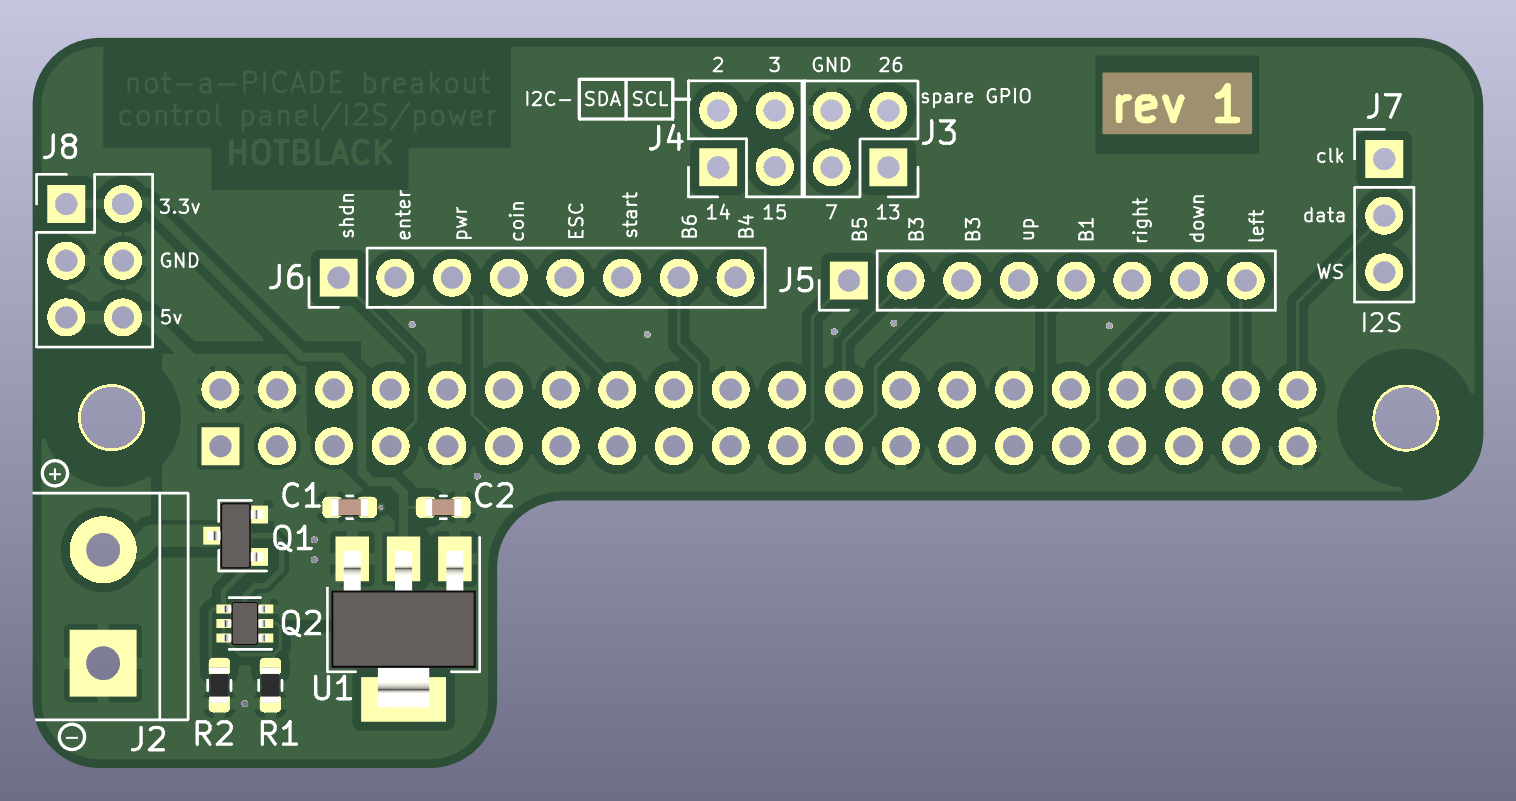 not-a-PICADE breakout
control panel/I2S/power
HOTBLACK
2 3 GND 26
I2C- SDA SCL
spare GPIO
rev 1
J4 J3
J7
J8
clk
14 15 7 13
3.3v
GND
5v
shdn enter pwr coin ESC start B6 B4
B5 B3 B3 up B1 right down left
data
WS
I2S
J6 J5
+
C1 C2
Q1
Q2
U1
R2 R1
J2
−